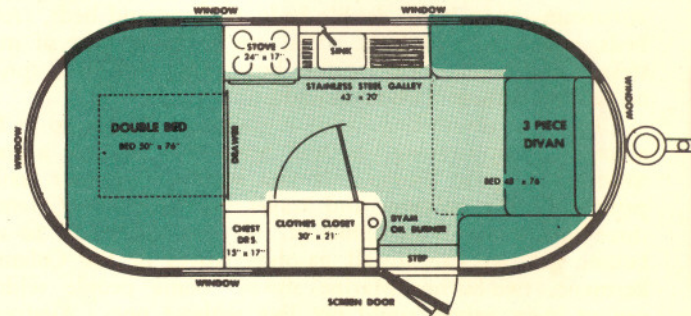 WINDOW
WINDOW
STOVE
24" x 17"
SINK
STAINLESS STEEL GALLEY
43' x 20'
WINDOW
DOUBLE BED
BED 50" x 76"
DRAWER
3 PIECE
DIVAN
BED 48 x 76
WINDOW
CHEST
DRS.
15" x 17"
CLOTHES CLOSET
30" x 21"
BYAM
OIL BURNER
STEP
WINDOW
SCREEN DOOR